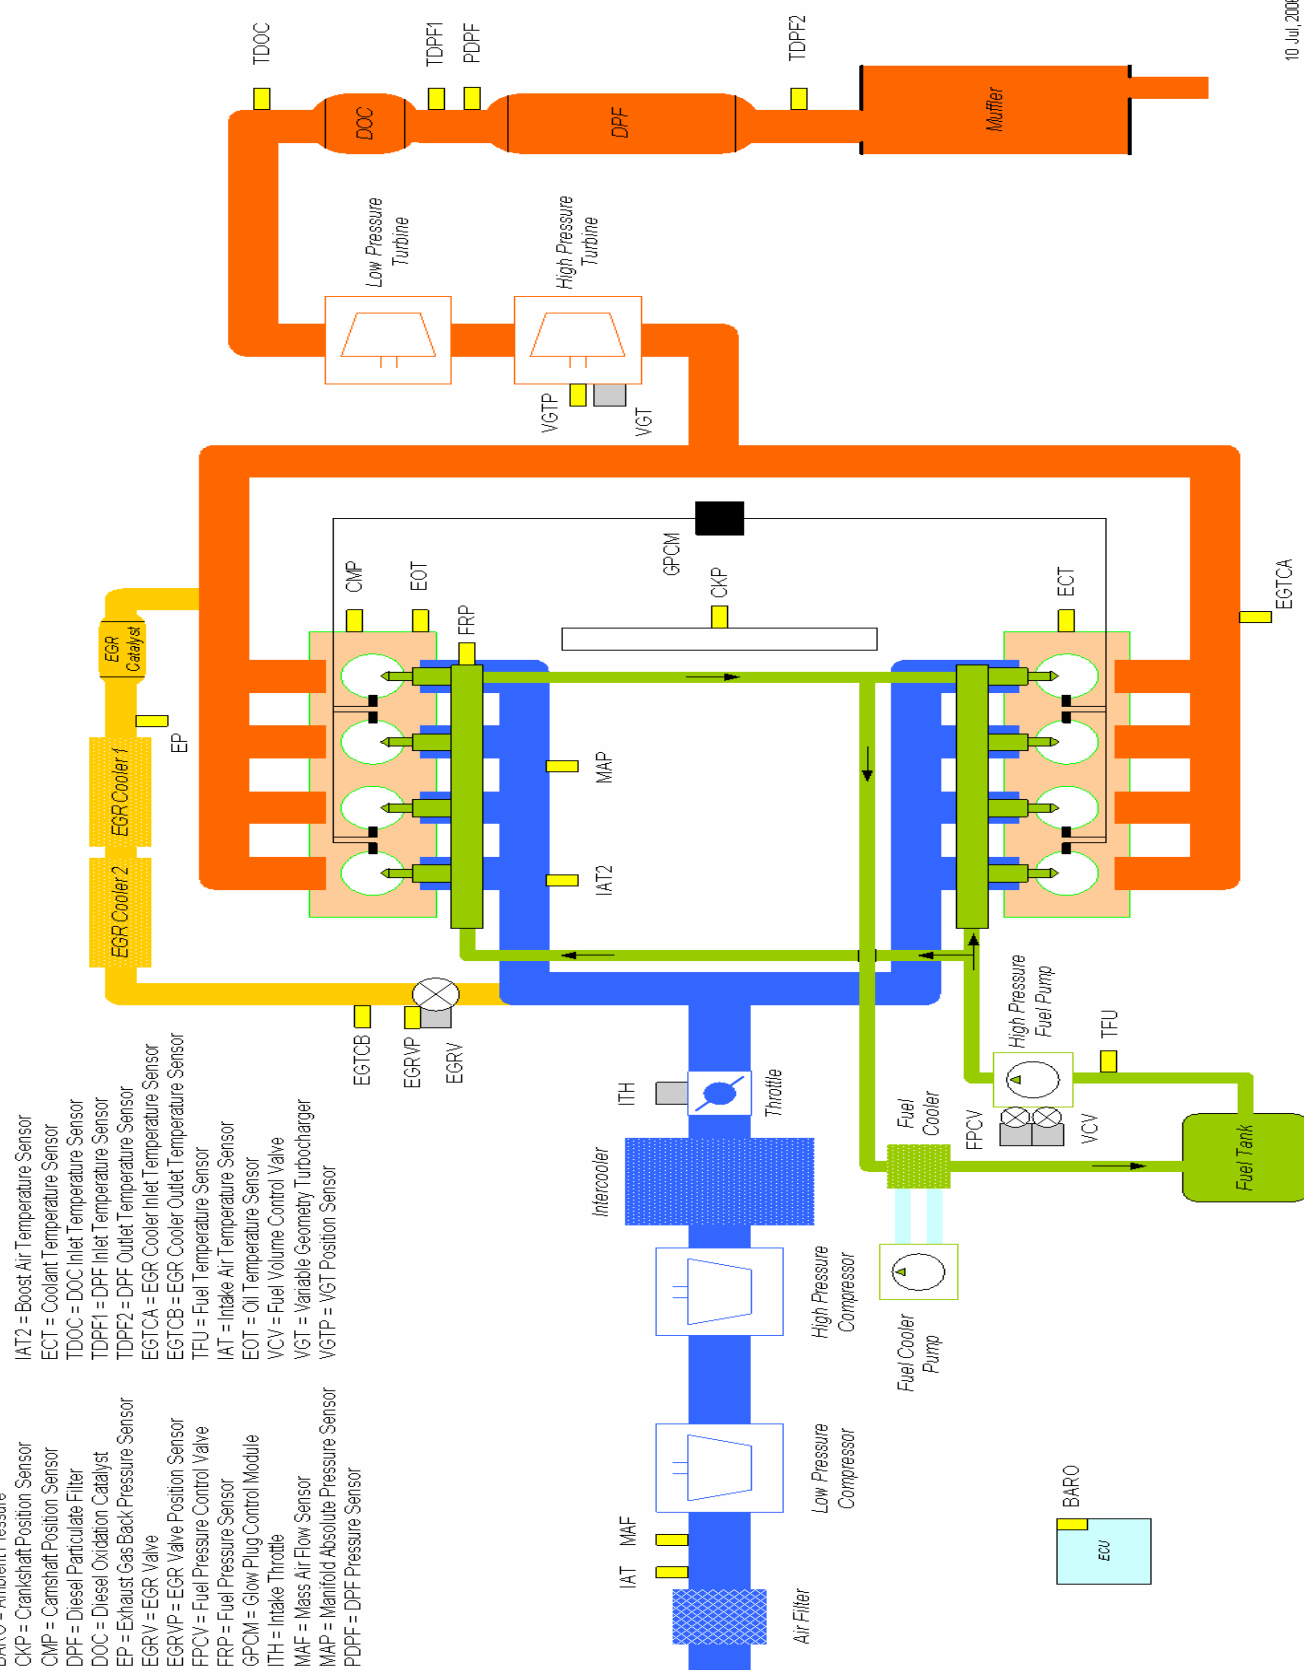 BARO = Ambient Pressure
CKP = Crankshaft Position Sensor
CMP = Camshaft Position Sensor
DPF = Diesel Particulate Filter
DOC = Diesel Oxidation Catalyst
EP = Exhaust Gas Back Pressure Sensor
EGRV = EGR Valve
EGRVP = EGR Valve Position Sensor
FPCV = Fuel Pressure Control Valve
FRP = Fuel Pressure Sensor
GPCM = Glow Plug Control Module
ITH = Intake Throttle
MAF = Mass Air Flow Sensor
MAP = Manifold Absolute Pressure Sensor
PDPF = DPF Pressure Sensor
IAT2 = Boost Air Temperature Sensor
ECT = Coolant Temperature Sensor
TDOC = DOC Inlet Temperature Sensor
TDPF1 = DPF Inlet Temperature Sensor
TDPF2 = DPF Outlet Temperature Sensor
EGTCA = EGR Cooler Inlet Temperature Sensor
EGTCB = EGR Cooler Outlet Temperature Sensor
TFU = Fuel Temperature Sensor
IAT = Intake Air Temperature Sensor
EOT = Oil Temperature Sensor
VCV = Fuel Volume Control Valve
VGT = Variable Geometry Turbocharger
VGTP = VGT Position Sensor
EGR Cooler 2
EGR Cooler 1
EGR
Catalyst
EP
TDOC
DOC
TDPF1
PDPF
DPF
TDPF2
Muffler
Low Pressure
Turbine
High Pressure
Turbine
VGTP
VGT
EGTCB
EGRVP
EGRV
CMP
EOT
FRP
MAP
IAT2
GPCM
CKP
ECT
EGTCA
IAT
MAF
Air Filter
Low Pressure
Compressor
High Pressure
Compressor
Intercooler
ITH
Throttle
Fuel Cooler
Pump
Fuel
Cooler
FPCV
VCV
High Pressure
Fuel Pump
TFU
Fuel Tank
BARO
ECU
10 Jul, 2006